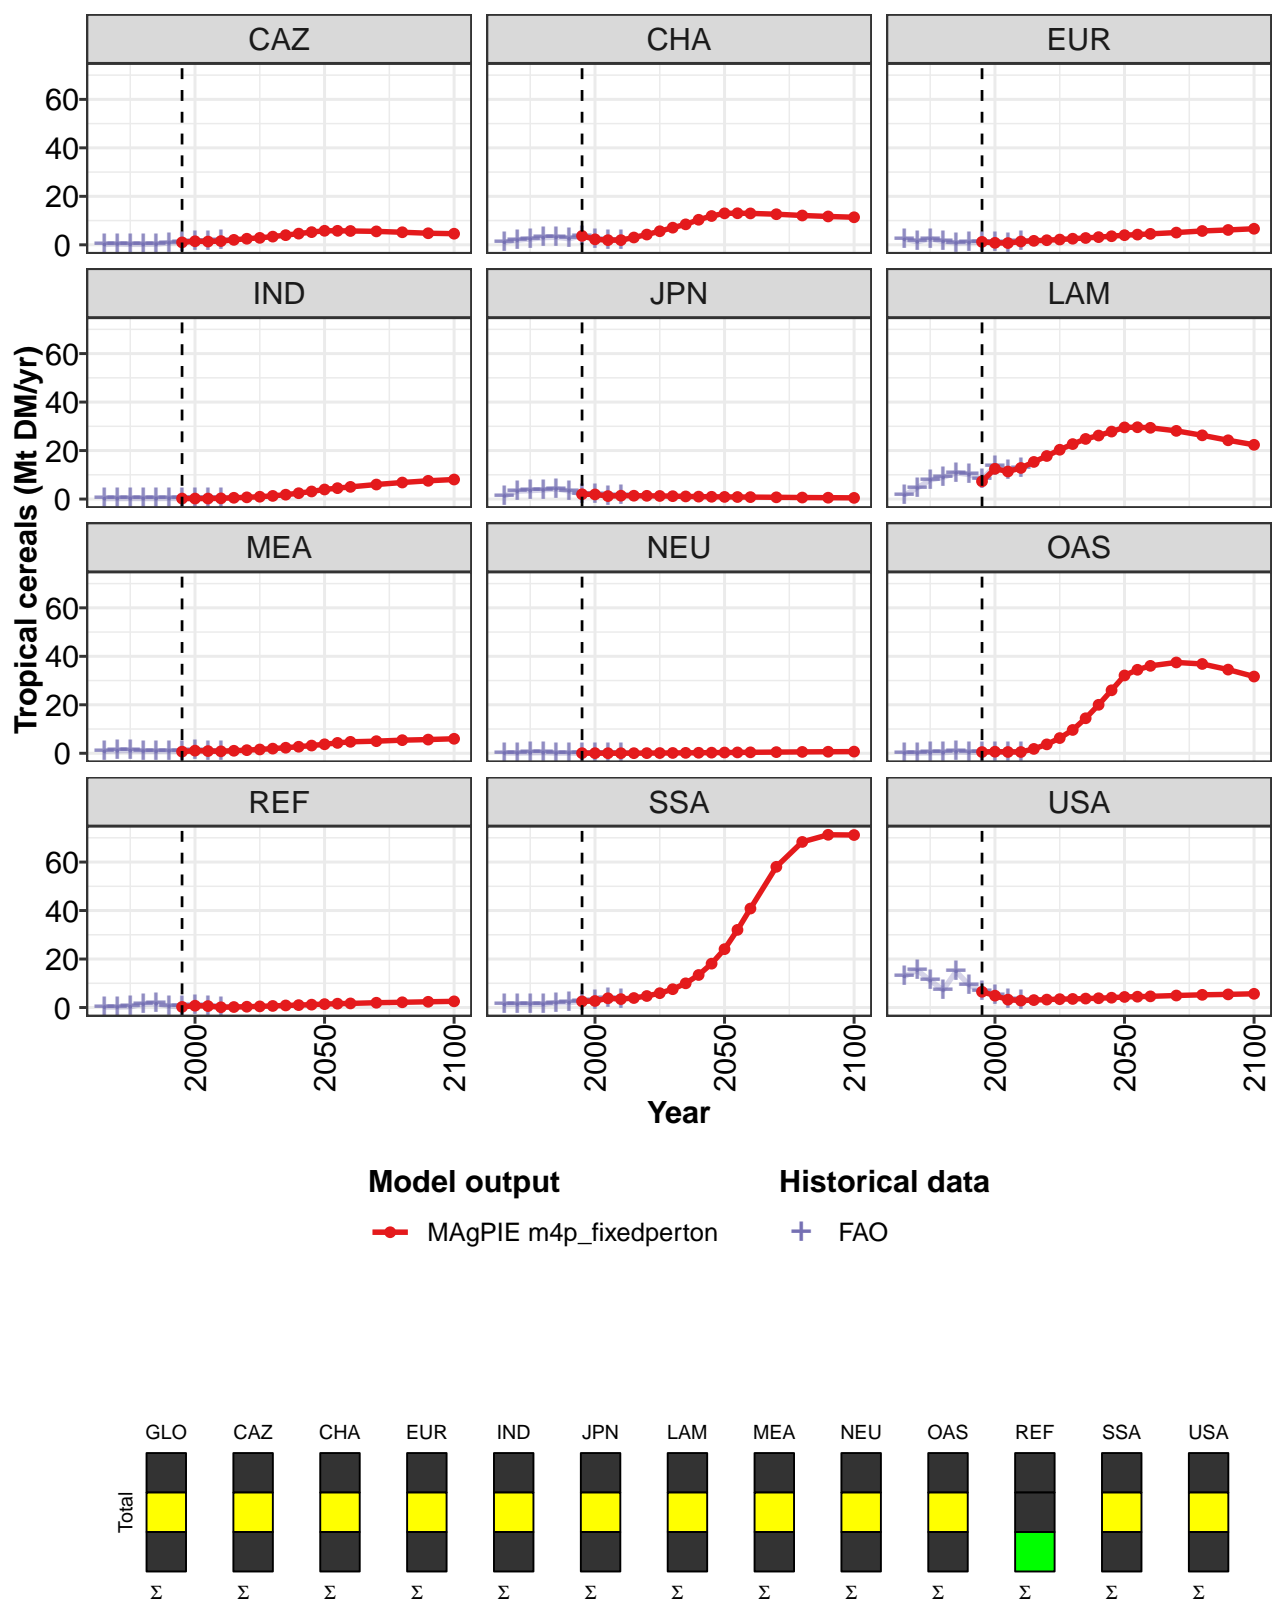 CAZ CHA EUR
60
40
20
0
IND JPN LAM
60
40
20
0
MEA NEU OAS
60
40
20
0
REF SSA USA
60
40
20
0
Tropical cereals (Mt DM/yr)
2000 2050 2100 2000 2050 2100 2000 2050 2100
Year
Model output Historical data
MAgPIE m4p_fixedperton FAO
GLO CAZ CHA EUR IND JPN LAM MEA NEU OAS REF SSA USA
Total
Σ Σ Σ Σ Σ Σ Σ Σ Σ Σ Σ Σ Σ